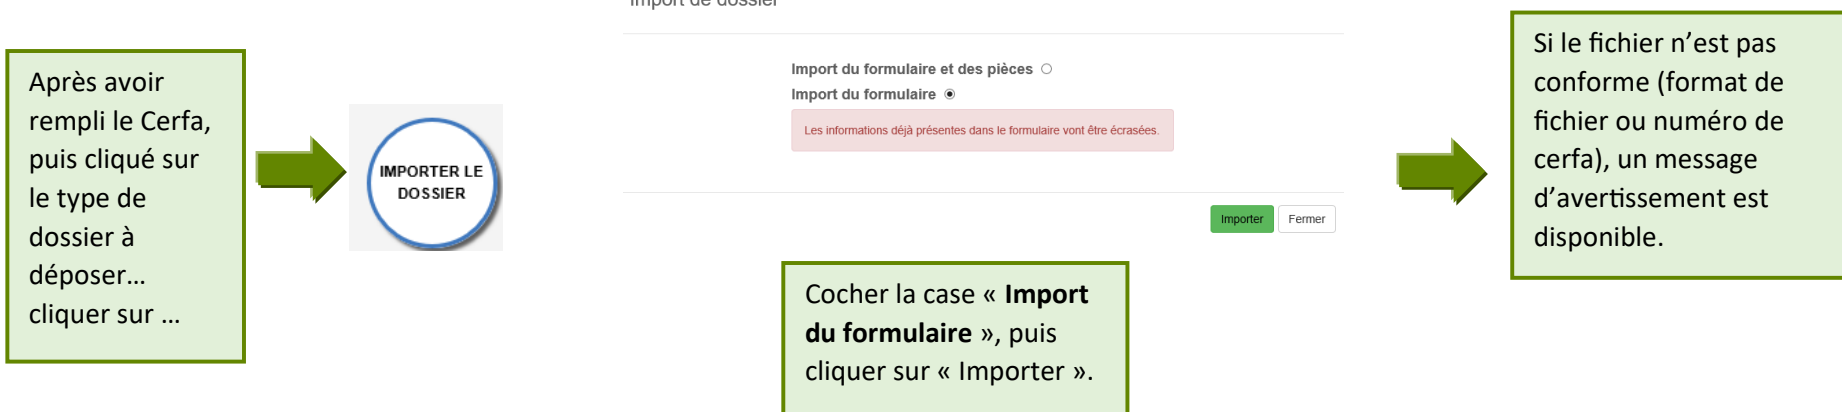 Import de dossier
Après avoir
rempli le Cerfa,
puis cliqué sur
le type de
dossier à
déposer…
cliquer sur …
IMPORTER LE
DOSSIER
Import du formulaire et des pièces
Import du formulaire
Les informations déjà présentes dans le formulaire vont être écrasées.
Importer
Fermer
Cocher la case « Import
du formulaire », puis
cliquer sur « Importer ».
Si le fichier n’est pas
conforme (format de
fichier ou numéro de
cerfa), un message
d’avertissement est
disponible.